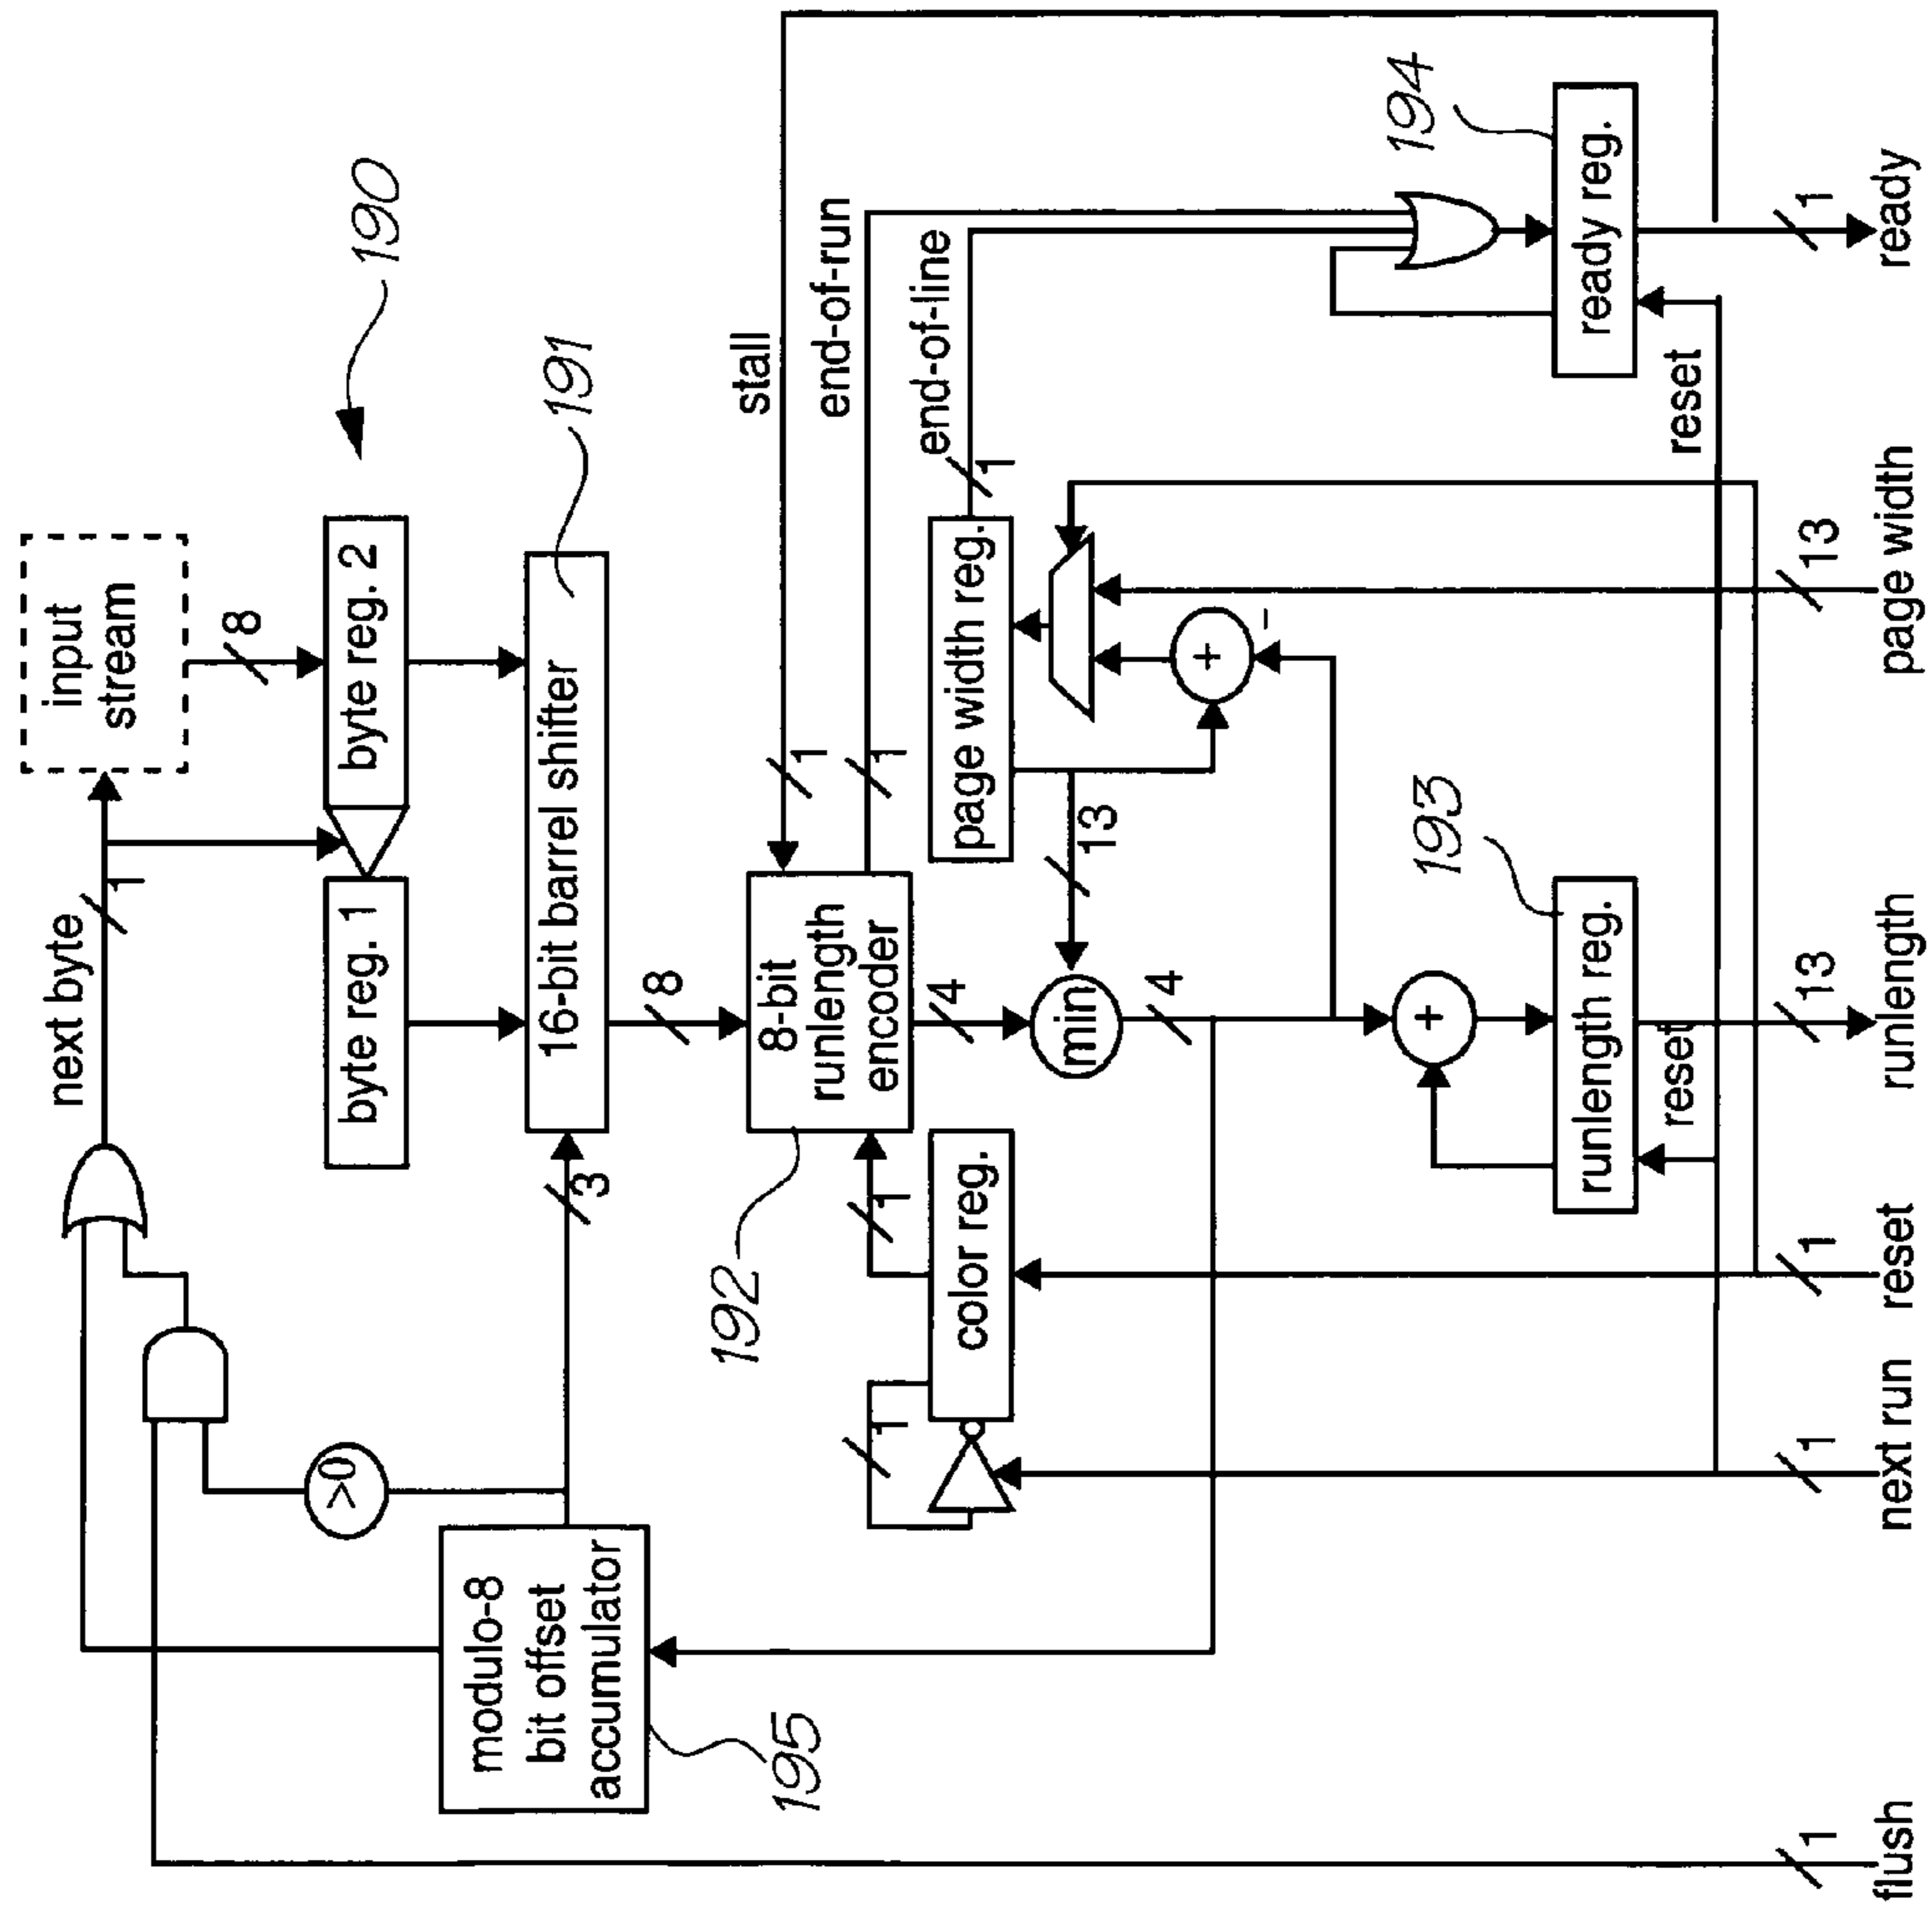 190
input
stream
next byte
1
8
byte reg. 1
byte reg. 2
191
16-bit barrel shifter
>0
modulo-8
bit offset
accumulator
195
3
8
stall
1
end-of-run
1
end-of-line
1
192
8-bit
runlength
encoder
4
1
color reg.
1
page width reg.
13
min
4
+
-
+
193
runlength reg.
reset
194
ready reg.
reset
1
flush
1
next run
1
reset
13
runlength
13
page width
1
ready